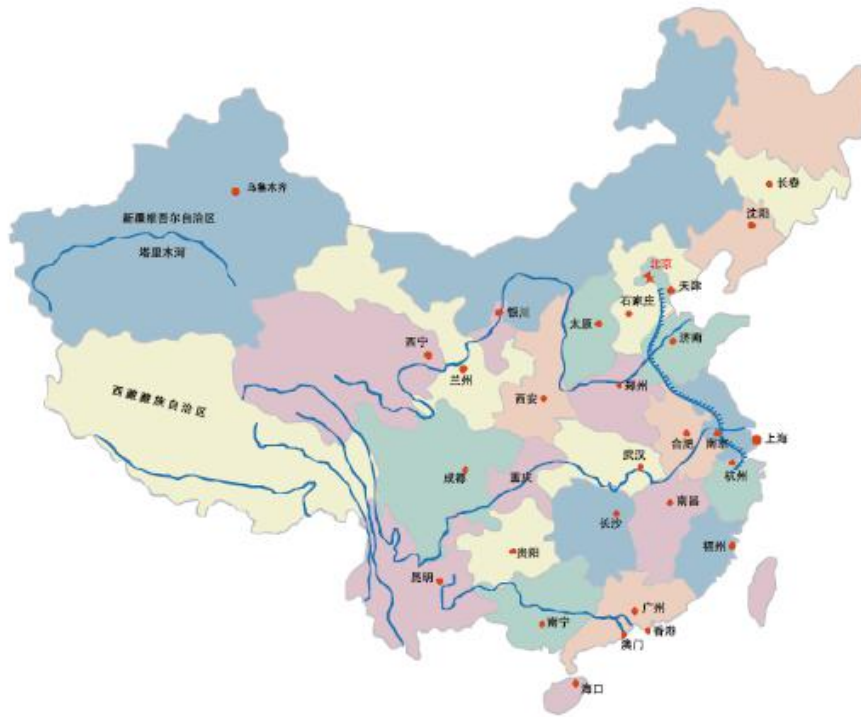 长春
沈阳
乌鲁木齐
新疆维吾尔自治区
塔里木河
北京
天津
石家庄
银川
太原
济南
西宁
兰州
郑州
西安
西藏藏族自治区
合肥
南京
上海
武汉
成都
重庆
杭州
南昌
长沙
福州
贵阳
昆明
广州
南宁
香港
澳门
海口